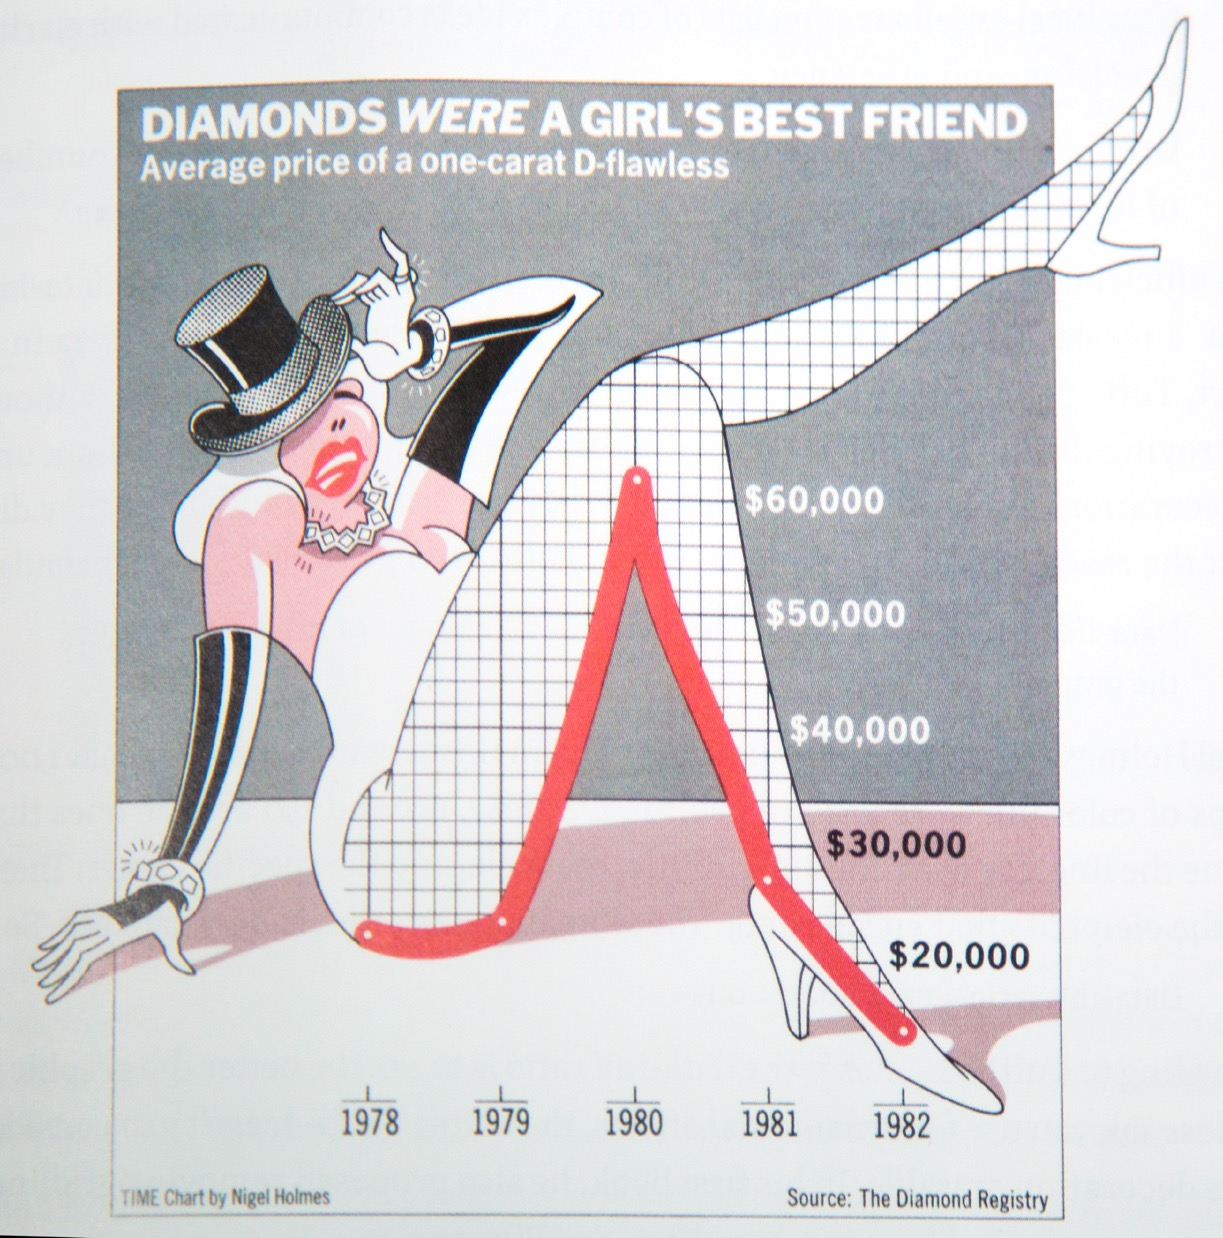 DIAMONDS WERE A GIRL'S BEST FRIEND
Average price of a one-carat D-flawless
$60,000
$50,000
$40,000
$30,000
$20,000
1978 1979 1980 1981 1982
TIME Chart by Nigel Holmes
Source: The Diamond Registry